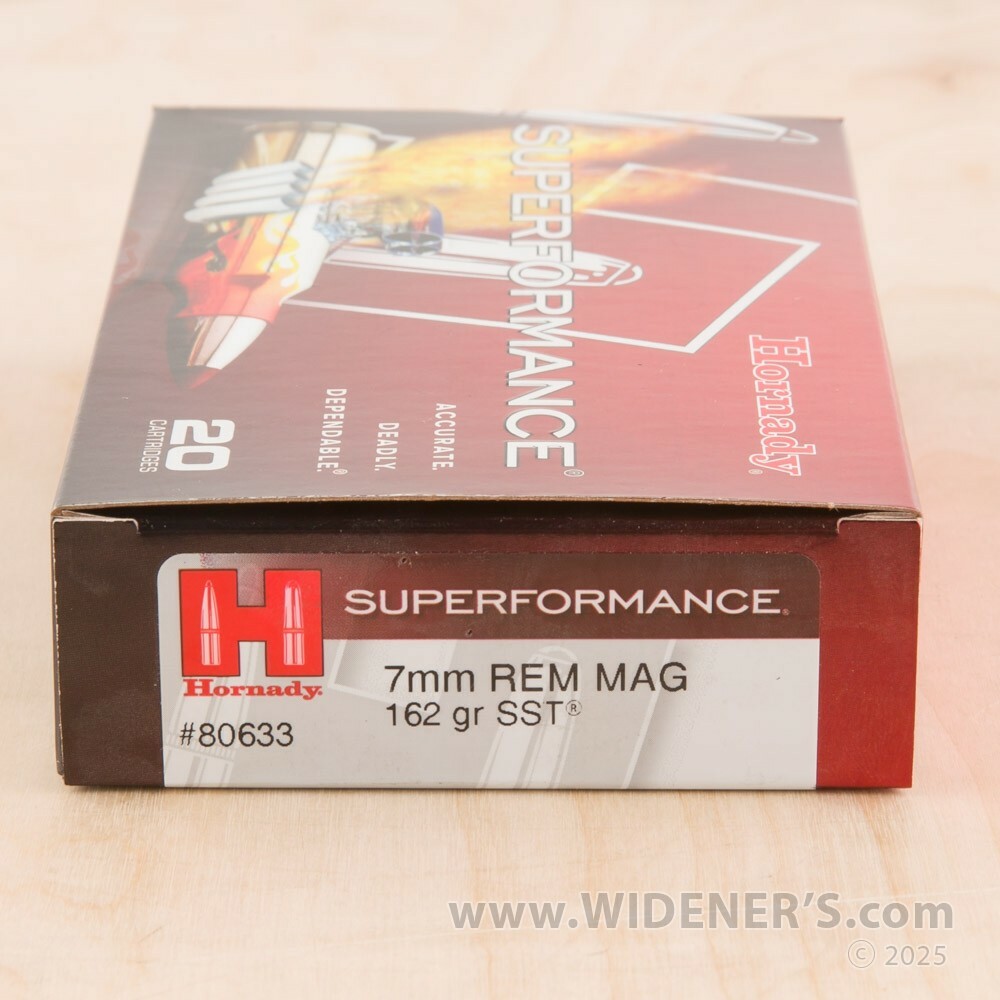 SUPERFORMANCE®
Hornady®
ACCURATE.
DEADLY.
DEPENDABLE.®
20
CARTRIDGES
H
Hornady.
SUPERFORMANCE®
7mm REM MAG
162 gr SST®
#80633
www.WIDENER'S.com
© 2025